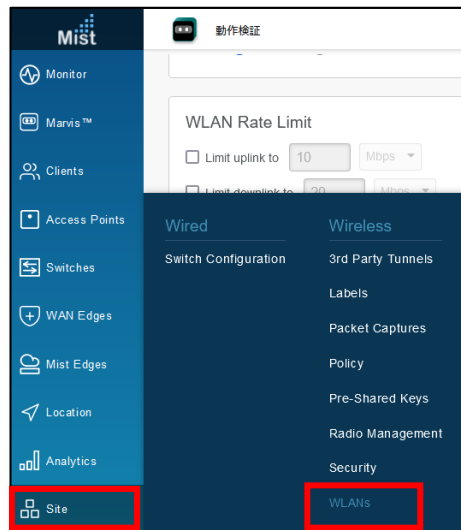 Mist
動作検証
Monitor
Marvis™
Clients
Access Points
Switches
WAN Edges
Mist Edges
Location
Analytics
Site
WLAN Rate Limit
Limit uplink to 10 Mbps
Limit downlink to 20 Mbps
Wired
Switch Configuration
Wireless
3rd Party Tunnels
Labels
Packet Captures
Policy
Pre-Shared Keys
Radio Management
Security
WLANs